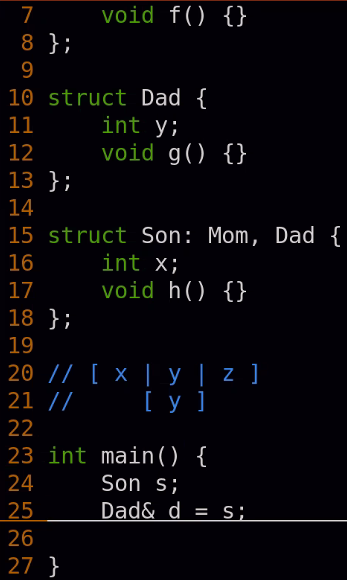 7     void f() {}
8 };
9
10 struct Dad {
11     int y;
12     void g() {}
13 };
14
15 struct Son: Mom, Dad {
16     int x;
17     void h() {}
18 };
19
20 // [ x | y | z ]
21 //     [ y ]
22
23 int main() {
24     Son s;
25     Dad& d = s;
26
27 }